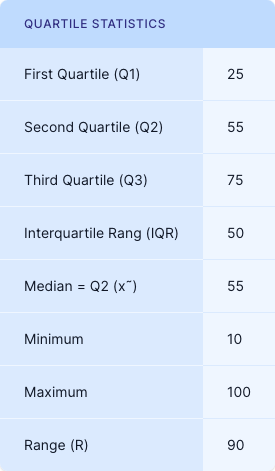 QUARTILE STATISTICS
First Quartile (Q1) 25
Second Quartile (Q2) 55
Third Quartile (Q3) 75
Interquartile Rang (IQR) 50
Median = Q2 (x˜) 55
Minimum 10
Maximum 100
Range (R) 90